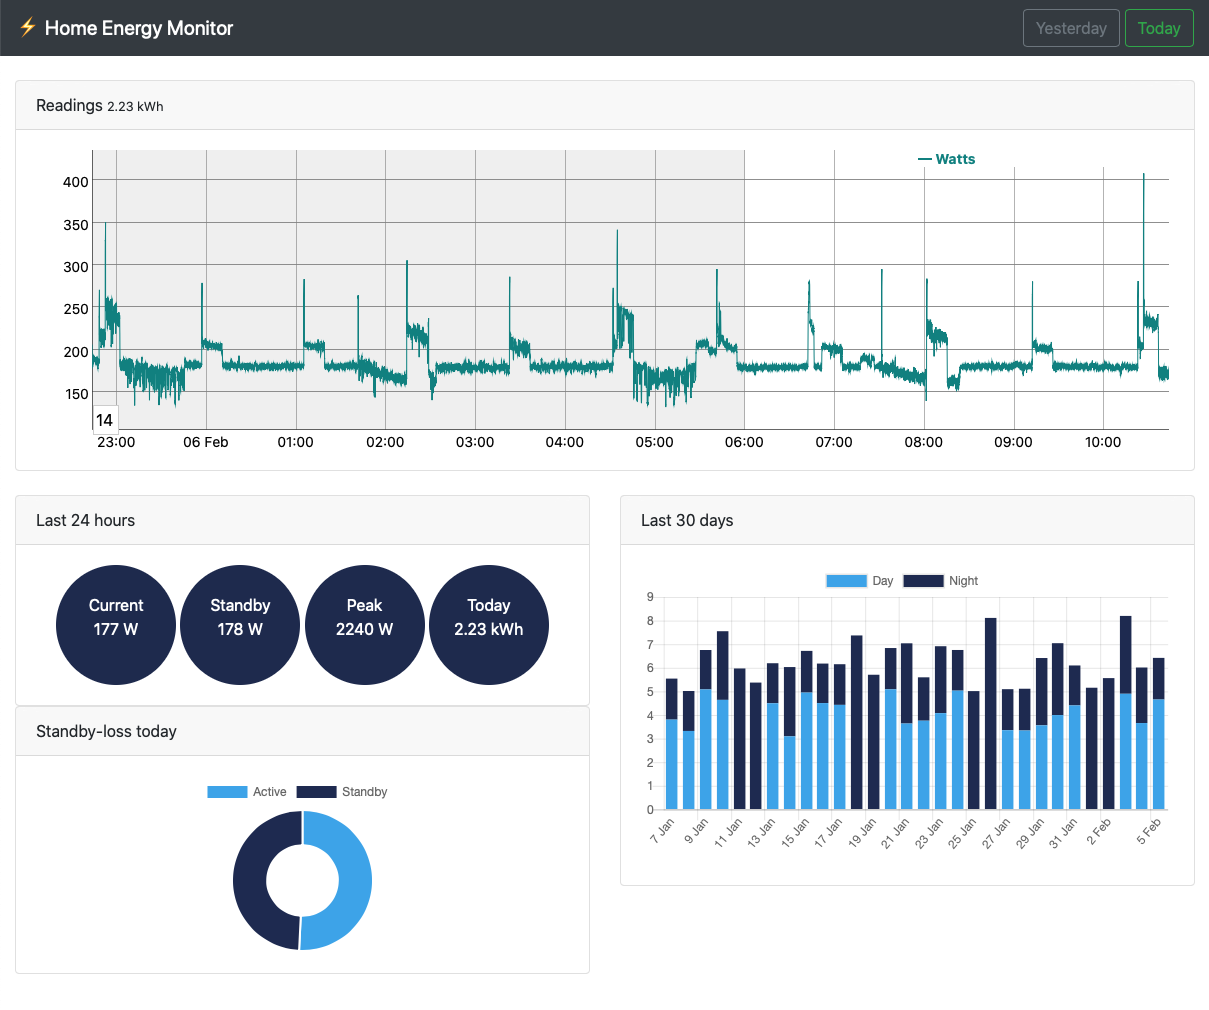 ⚡ Home Energy Monitor
Yesterday Today
Readings 2.23 kWh
Watts
400
350
300
250
200
150
14
23:00 06 Feb 01:00 02:00 03:00 04:00 05:00 06:00 07:00 08:00 09:00 10:00
Last 24 hours
Current
177 W
Standby
178 W
Peak
2240 W
Today
2.23 kWh
Standby-loss today
Active Standby
Last 30 days
Day Night
9
8
7
6
5
4
3
2
1
0
7 Jan 9 Jan 11 Jan 13 Jan 15 Jan 17 Jan 19 Jan 21 Jan 23 Jan 25 Jan 27 Jan 29 Jan 31 Jan 2 Feb 5 Feb